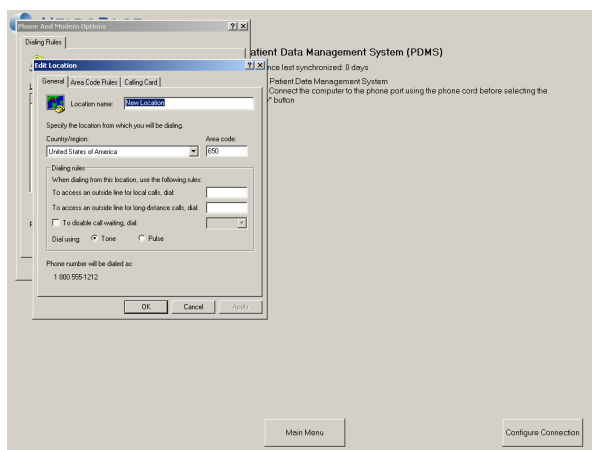 Phone And Modem Options
Dialing Rules
atient Data Management System (PDMS)
nce last synchronized: 0 days
Patient Data Management System
Connect the computer to the phone port using the phone cord before selecting the
" button
Edit Location
General
Area Code Rules
Calling Card
Location name: New Location
Specify the location from which you will be dialing.
Country/region: Area code:
United States of America 650
Dialing rules
When dialing from this location, use the following rules:
To access an outside line for local calls, dial:
To access an outside line for long-distance calls, dial:
To disable call waiting, dial:
Dial using: Tone Pulse
Phone number will be dialed as:
1 800 555-1212
OK Cancel Apply
Main Menu Configure Connection